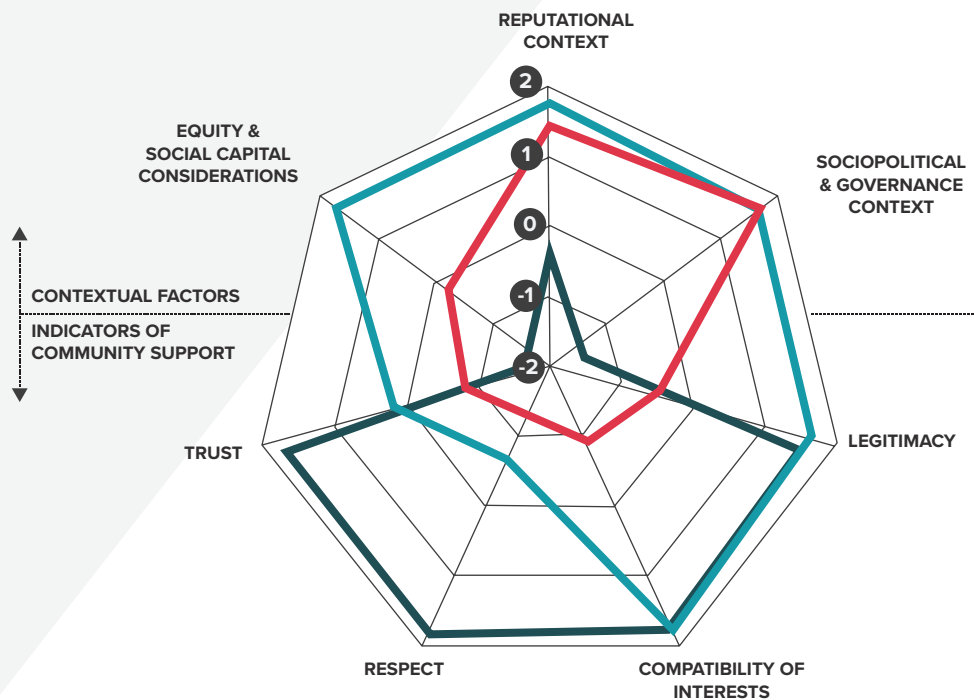 REPUTATIONAL
CONTEXT
2
1
0
-1
-2
EQUITY &
SOCIAL CAPITAL
CONSIDERATIONS
SOCIOPOLITICAL
& GOVERNANCE
CONTEXT
CONTEXTUAL FACTORS
INDICATORS OF
COMMUNITY SUPPORT
TRUST
LEGITIMACY
RESPECT
COMPATIBILITY OF
INTERESTS